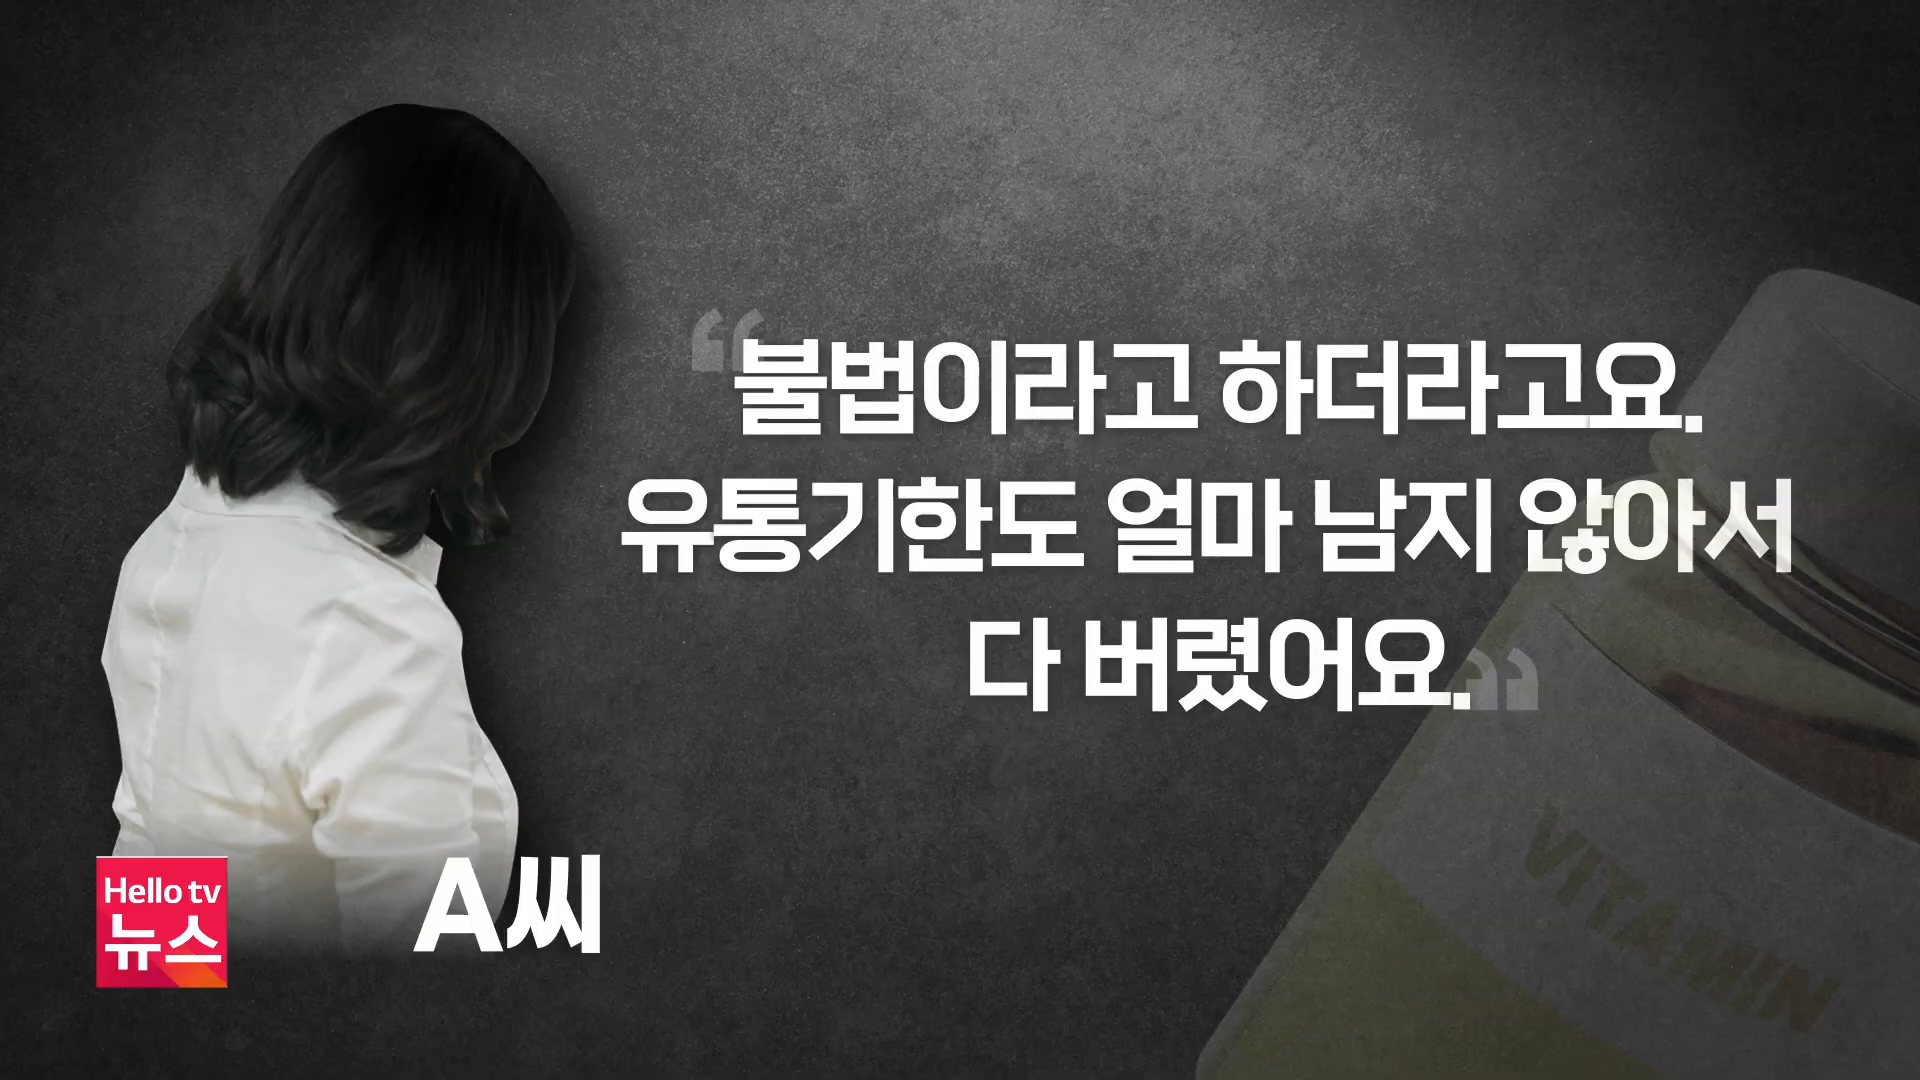 “불법이라고 하더라고요.
유통기한도 얼마 남지 않아서
다 버렸어요.”
VITAMIN
A씨
Hello tv
뉴스